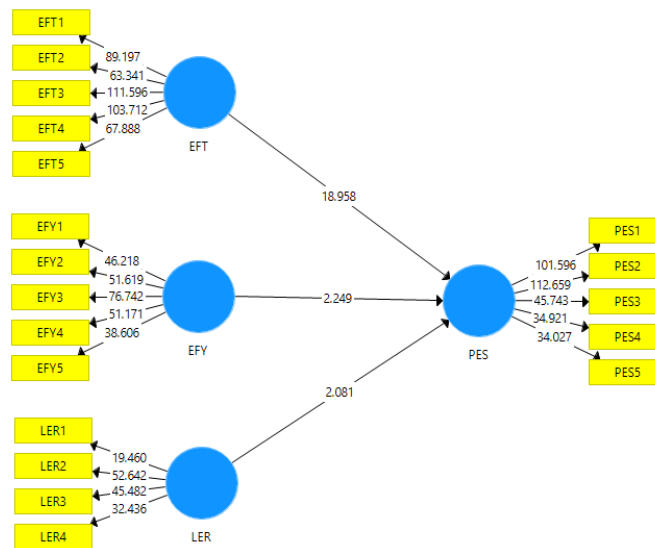 EFT1
EFT2
EFT3
EFT4
EFT5
89.197
63.341
111.596
103.712
67.888
EFT
18.958
EFY1
EFY2
EFY3
EFY4
EFY5
46.218
51.619
76.742
51.171
38.606
EFY
2.249
LER1
LER2
LER3
LER4
19.460
52.642
45.482
32.436
LER
2.081
PES
101.596
112.659
45.743
34.921
34.027
PES1
PES2
PES3
PES4
PES5